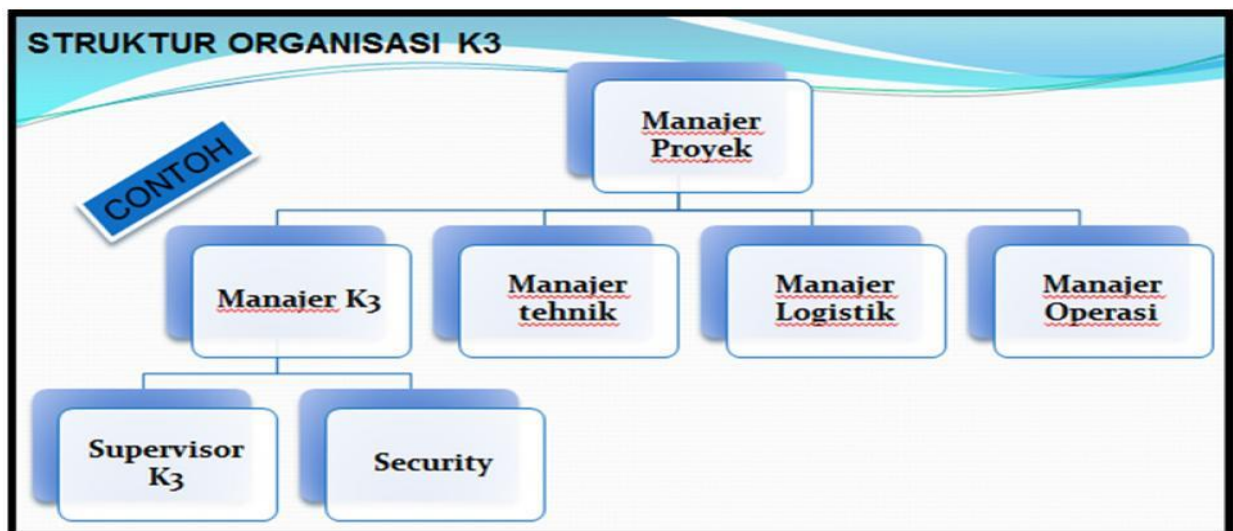 STRUKTUR ORGANISASI K3
CONTOH
Manajer
Proyek
Manajer K3
Manajer
tehnik
Manajer
Logistik
Manajer
Operasi
Supervisor
K3
Security